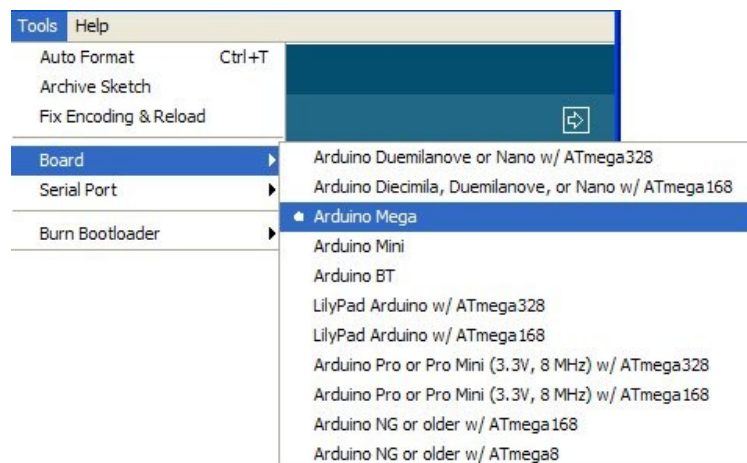 Tools Help
Auto Format Ctrl+T
Archive Sketch
Fix Encoding & Reload
Board
Serial Port
Burn Bootloader
Arduino Duemilanove or Nano w/ ATmega328
Arduino Diecimila, Duemilanove, or Nano w/ ATmega168
Arduino Mega
Arduino Mini
Arduino BT
LilyPad Arduino w/ ATmega328
LilyPad Arduino w/ ATmega168
Arduino Pro or Pro Mini (3.3V, 8 MHz) w/ ATmega328
Arduino Pro or Pro Mini (3.3V, 8 MHz) w/ ATmega168
Arduino NG or older w/ ATmega168
Arduino NG or older w/ ATmega8